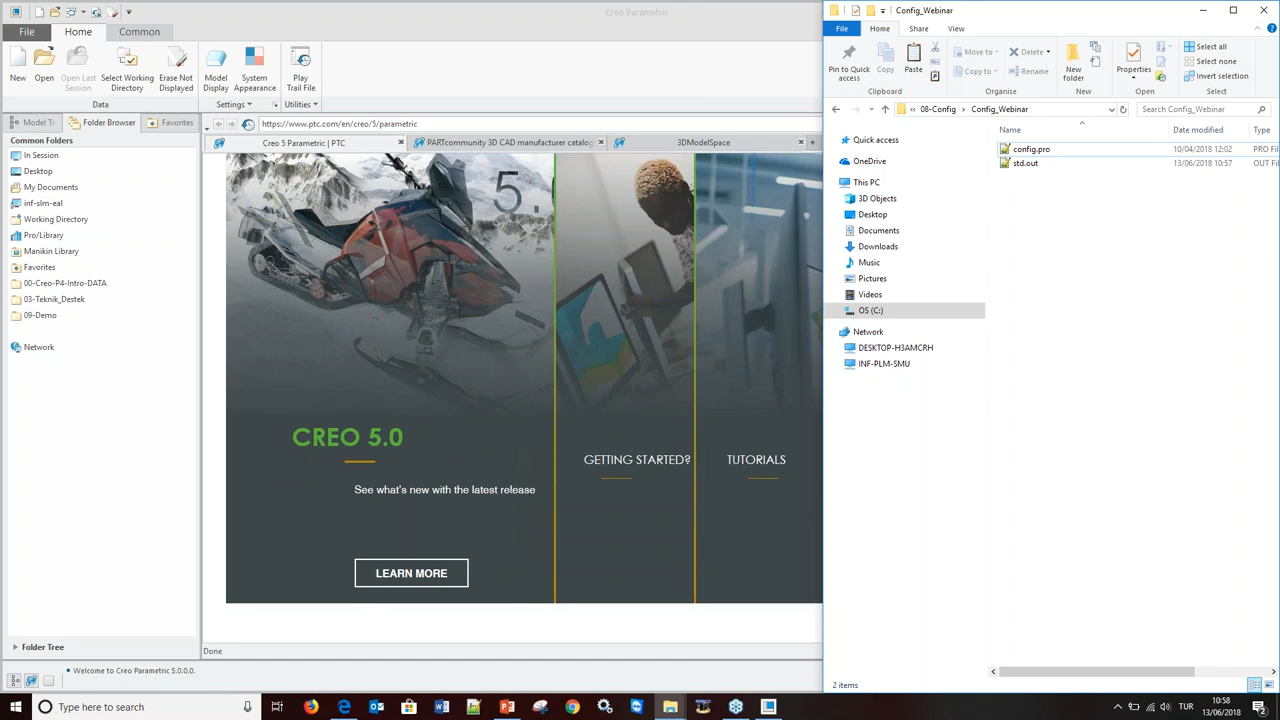 Creo Parametric
File
Home
Common
New
Open
Open Last Session
Select Working Directory
Erase Not Displayed
Model Display
System Appearance
Play Trail File
Data
Settings
Utilities
Model Tr
Folder Browser
Favorites
https://www.ptc.com/en/creo/5/parametric
Common Folders
Creo 5 Parametric | PTC
PARTcommunity 3D CAD manufacturer catalog
3DModelSpace
In Session
Desktop
My Documents
inf-slm-eal
Working Directory
Pro/Library
Manikin Library
Favorites
00-Creo-P4-Intro-DATA
03-Teknik_Destek
09-Demo
Network
5.
CREO 5.0
See what's new with the latest release
LEARN MORE
GETTING STARTED?
TUTORIALS
Folder Tree
Done
Welcome to Creo Parametric 5.0.0.0.
Config_Webinar
File
Home
Share
View
Pin to Quick access
Copy
Paste
Move to
Copy to
Delete
Rename
New folder
Properties
Select all
Select none
Invert selection
Clipboard
Organise
New
Open
Select
08-Config
Config_Webinar
Search Config_Webinar
Name
Date modified
Type
config.pro
10/04/2018 12:02
PRO Fi
std.out
13/06/2018 10:57
OUT Fi
Quick access
OneDrive
This PC
3D Objects
Desktop
Documents
Downloads
Music
Pictures
Videos
OS (C:)
Network
DESKTOP-H3AMCRH
INF-PLM-SMU
2 items
Type here to search
TUR
10:58
13/06/2018
2